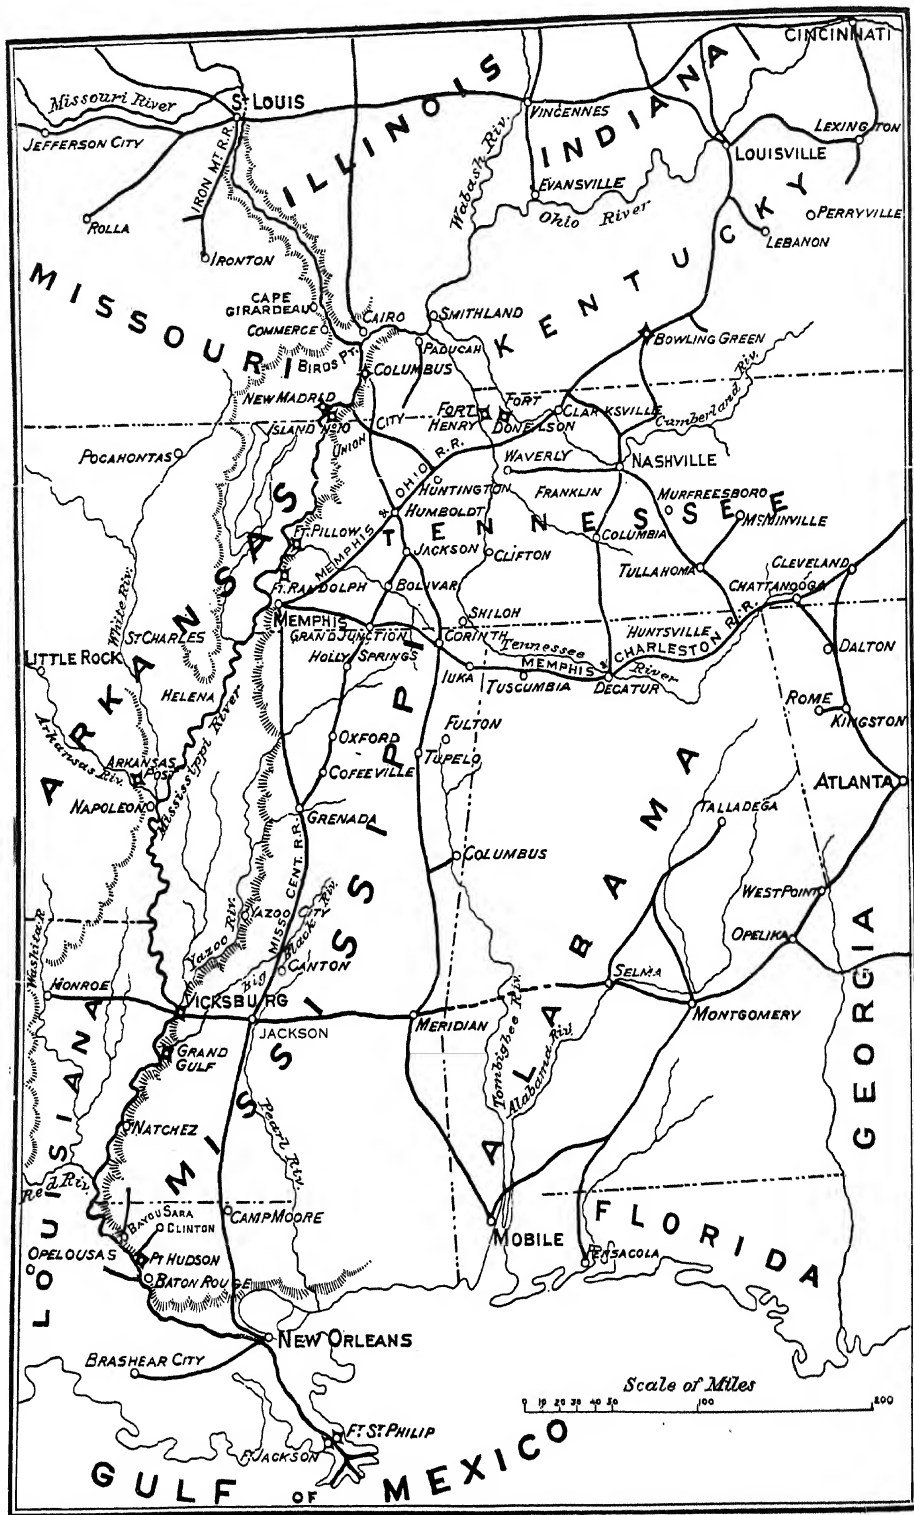 CINCINNATI
Missouri River
ST LOUIS
JEFFERSON CITY
IRON MT R.R.
ILLINOIS
VINCENNES
INDIANA
LEXINGTON
LOUISVILLE
Wabash Riv.
EVANSVILLE
Ohio River
KENTUCKY
PERRYVILLE
LEBANON
ROLLA
IRONTON
MISSOURI
CAPE
GIRARDEAU
COMMERCE
CAIRO
SMITHLAND
BIRDS PT.
PADUCAH
BOWLING GREEN
COLUMBUS
NEW MADRID
ISLAND NO 10
UNION CITY
FORT
HENRY
FORT
DONELSON
CLARKSVILLE
Cumberland Riv.
POCAHONTAS
WAVERLY
NASHVILLE
MEMPHIS & OHIO R.R.
HUNTINGTON
FRANKLIN
MURFREESBORO
HUMBOLDT
TENNESSEE
MCMINVILLE
FT. PILLOW
COLUMBIA
JACKSON
CLIFTON
TULLAHOMA
CLEVELAND
CHATTANOOGA
FT. RANDOLPH
BOLIVAR
White Riv.
ARKANSAS
MEMPHIS
SHILOH
ST CHARLES
GRAND JUNCTION
CORINTH
Tennessee
River
HUNTSVILLE
MEMPHIS & CHARLESTON R.R.
DALTON
LITTLE ROCK
HOLLY SPRINGS
IUKA
TUSCUMBIA
DECATUR
HELENA
ROME
KINGSTON
Arkansas Riv.
Mississippi River
OXFORD
FULTON
TUPELO
ARKANSAS
POST
COFFEEVILLE
ATLANTA
NAPOLEON
GRENADA
TALLADEGA
MISS. CENT. R.R.
COLUMBUS
WEST POINT
Washita R.
Yazoo Riv.
YAZOO CITY
Big Black Riv.
OPELIKA
CANTON
SELMA
MONROE
VICKSBURG
JACKSON
MERIDIAN
MONTGOMERY
GRAND
GULF
MISSISSIPPI
ALABAMA
GEORGIA
Tombigbee Riv.
Alabama Riv.
Pearl Riv.
NATCHEZ
LOUISIANA
Red Riv.
BAYOU SARA
CLINTON
CAMP MOORE
MOBILE
FLORIDA
PENSACOLA
OPELOUSAS
PT HUDSON
BATON ROUGE
NEW ORLEANS
BRASHEAR CITY
Scale of Miles
0 10 20 30 40 50 100 200
FT. ST PHILIP
FT. JACKSON
GULF OF MEXICO